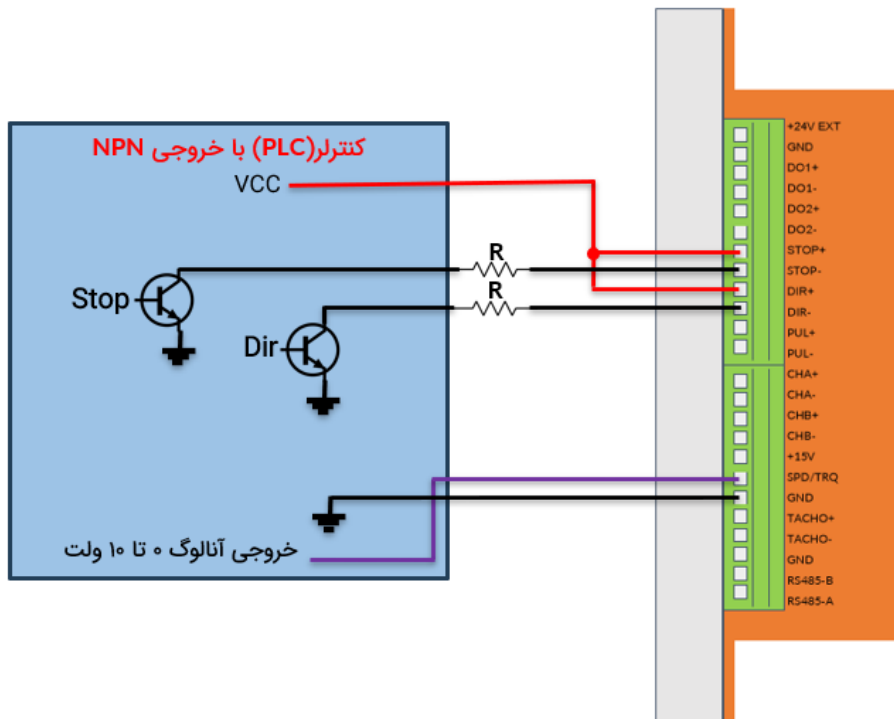 کنترلر(PLC) با خروجی NPN
VCC
R
Stop
R
Dir
خروجی آنالوگ ۰ تا ۱۰ ولت
+24V EXT
GND
DO1+
DO1-
DO2+
DO2-
STOP+
STOP-
DIR+
DIR-
PUL+
PUL-
CHA+
CHA-
CHB+
CHB-
+15V
SPD/TRQ
GND
TACHO+
TACHO-
GND
RS485-B
RS485-A